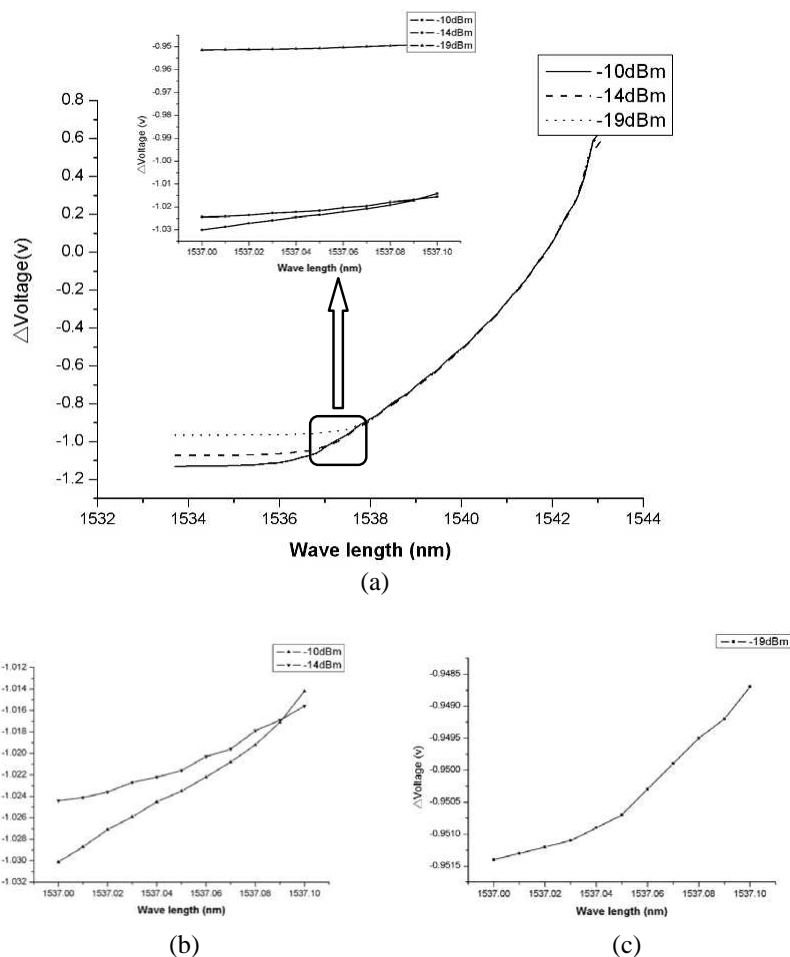 -10dBm
-14dBm
-19dBm
-0.95
-0.96
-0.97
-0.98
-0.99
-1.00
-1.01
-1.02
-1.03
△Voltage (v)
1537.00 1537.02 1537.04 1537.06 1537.08 1537.10
Wave length (nm)
-10dBm
-14dBm
-19dBm
0.8
0.6
0.4
0.2
0.0
-0.2
-0.4
-0.6
-0.8
-1.0
-1.2
△Voltage(v)
1532 1534 1536 1538 1540 1542 1544
Wave length (nm)
(a)
-10dBm
-14dBm
-1.012
-1.014
-1.016
-1.018
-1.020
-1.022
-1.024
-1.026
-1.028
-1.030
-1.032
1537.00 1537.02 1537.04 1537.06 1537.08 1537.10
Wave length (nm)
(b)
-19dBm
-0.9485
-0.9490
-0.9495
-0.9500
-0.9505
-0.9510
-0.9515
△Voltage (v)
1537.00 1537.02 1537.04 1537.06 1537.08 1537.10
Wave length (nm)
(c)